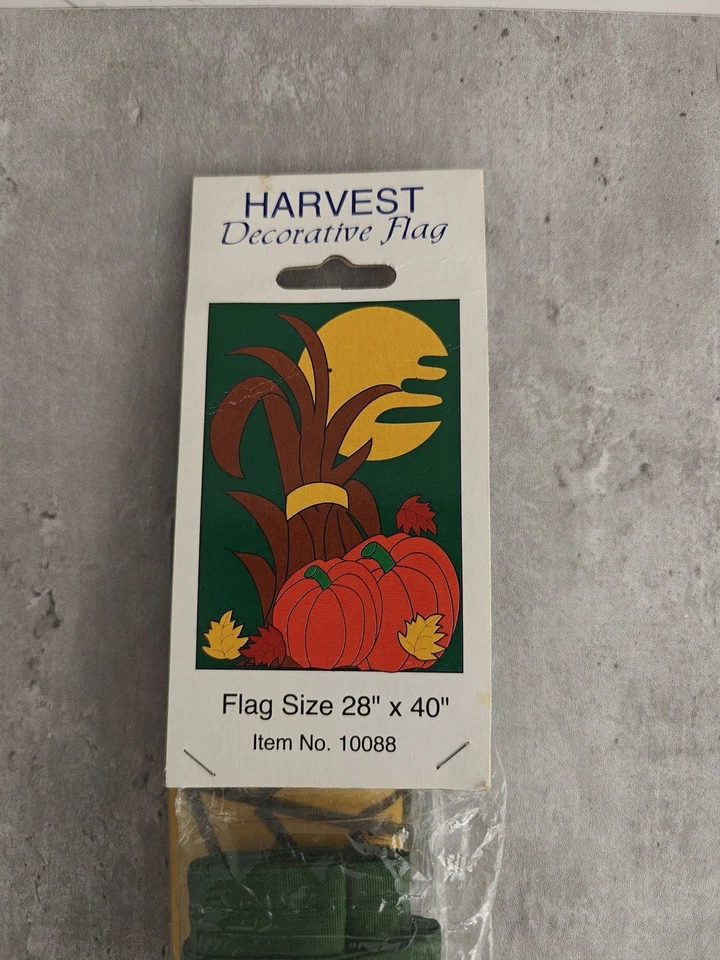 HARVEST
Decorative Flag
Flag Size 28" x 40"
Item No. 10088